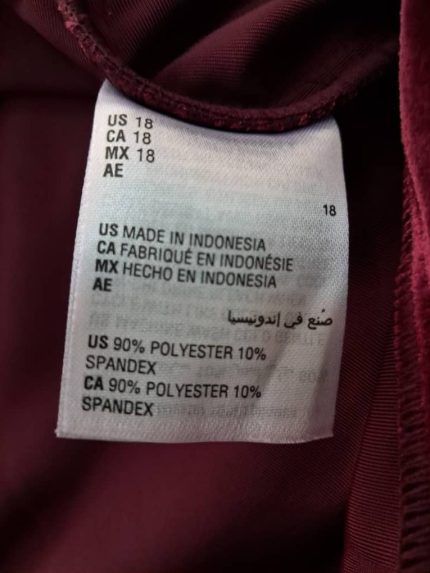 US 18
CA 18
MX 18
AE
18
US MADE IN INDONESIA
CA FABRIQUÉ EN INDONÉSIE
MX HECHO EN INDONESIA
AE
صُنع في إندونيسيا
US 90% POLYESTER 10%
SPANDEX
CA 90% POLYESTER 10%
SPANDEX